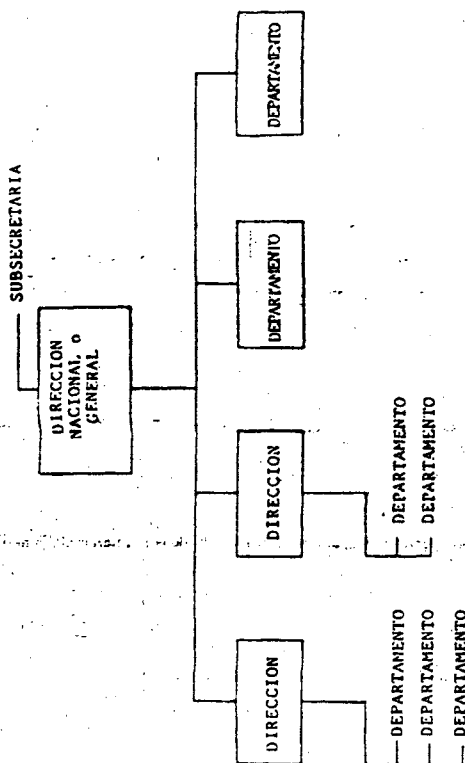 SUBSECRETARIA
DIRECCION
NACIONAL o
GENERAL
DIRECCION
DIRECCION
DEPARTAMENTO
DEPARTAMENTO
DEPARTAMENTO
DEPARTAMENTO
DEPARTAMENTO
DEPARTAMENTO
DEPARTAMENTO